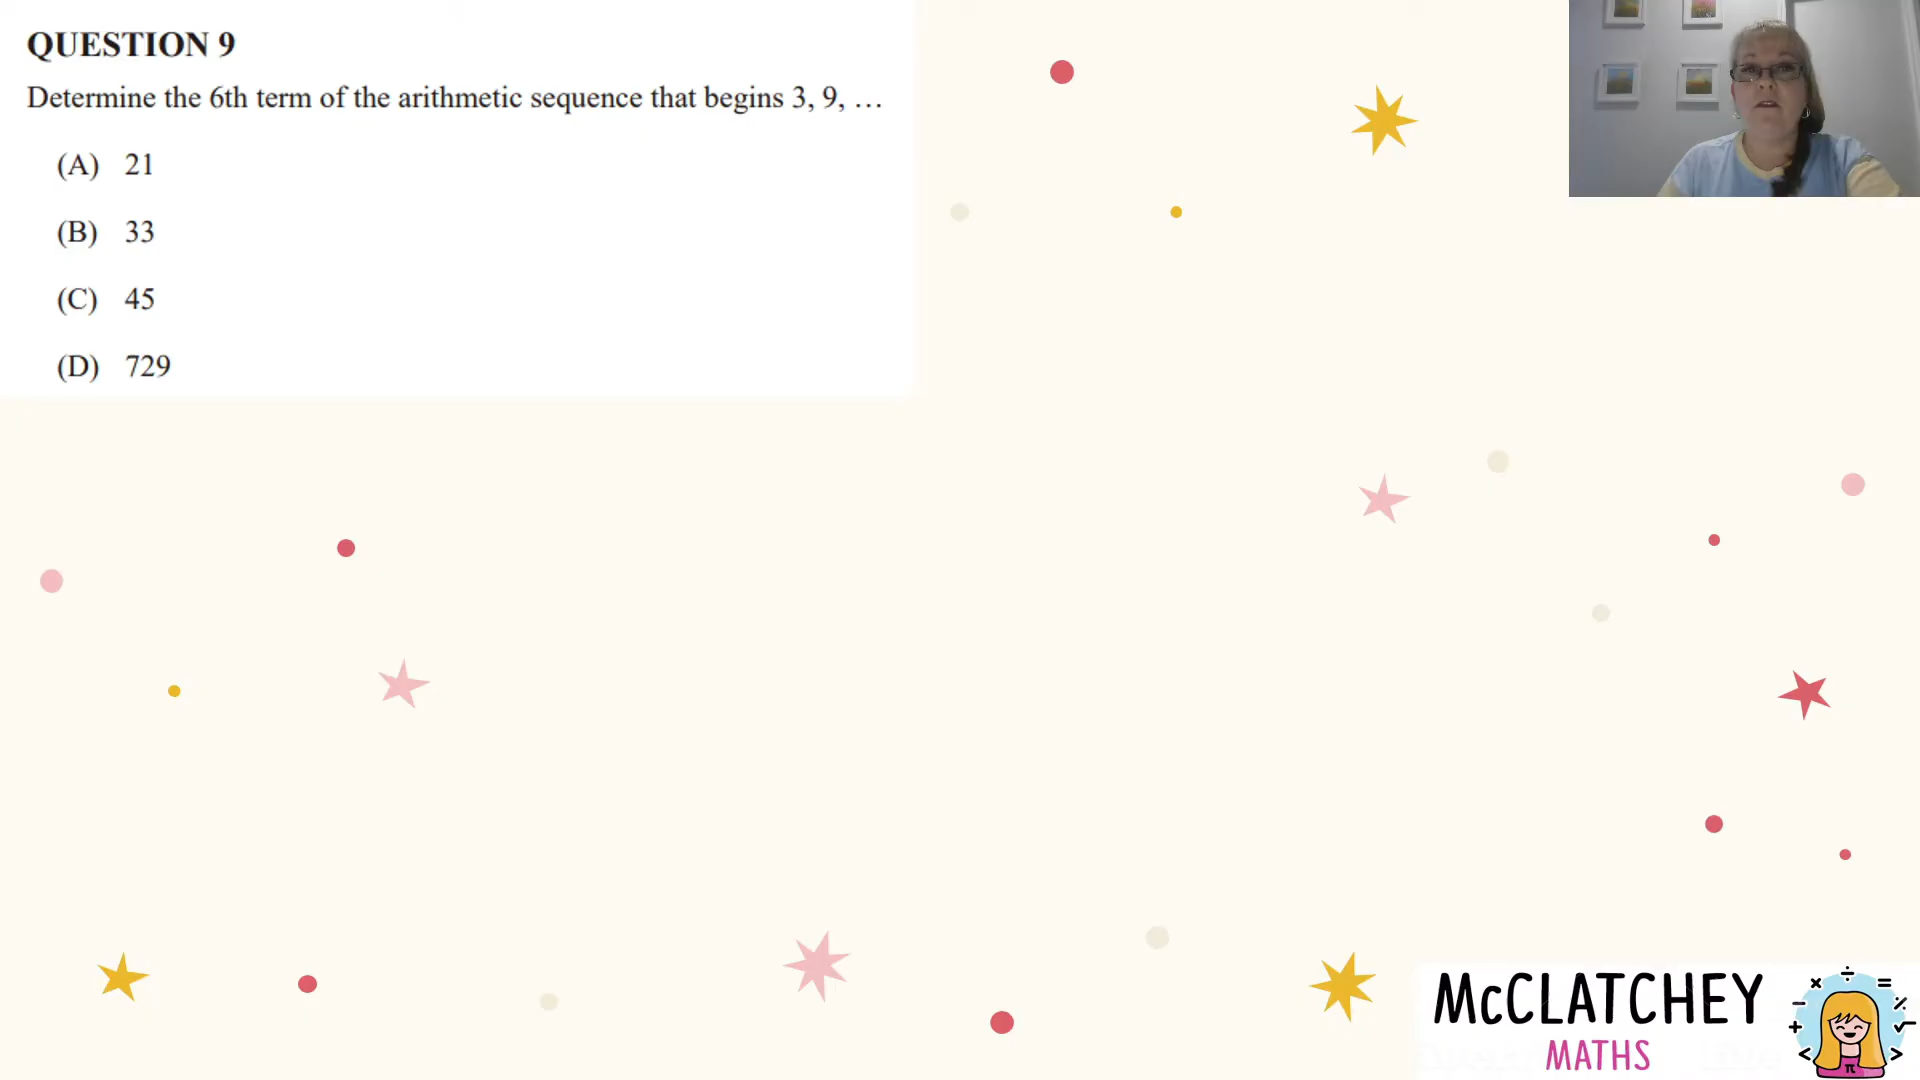 QUESTION 9
Determine the 6th term of the arithmetic sequence that begins 3, 9, …
(A) 21
(B) 33
(C) 45
(D) 729
McCLATCHEY
MATHS